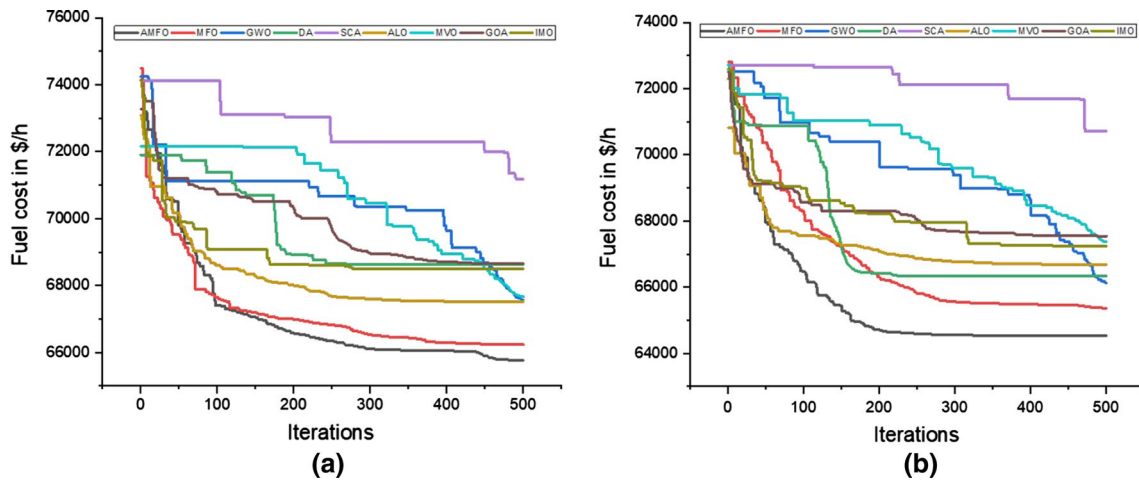 76000
74000
72000
70000
68000
66000
Fuel cost in $/h
AMFO MFO GWO DA SCA ALO MVO GOA IMO
0 100 200 300 400 500
Iterations
(a)
74000
72000
70000
68000
66000
64000
Fuel cost in $/h
AMFO MFO GWO DA SCA ALO MVO GOA IMO
0 100 200 300 400 500
Iterations
(b)